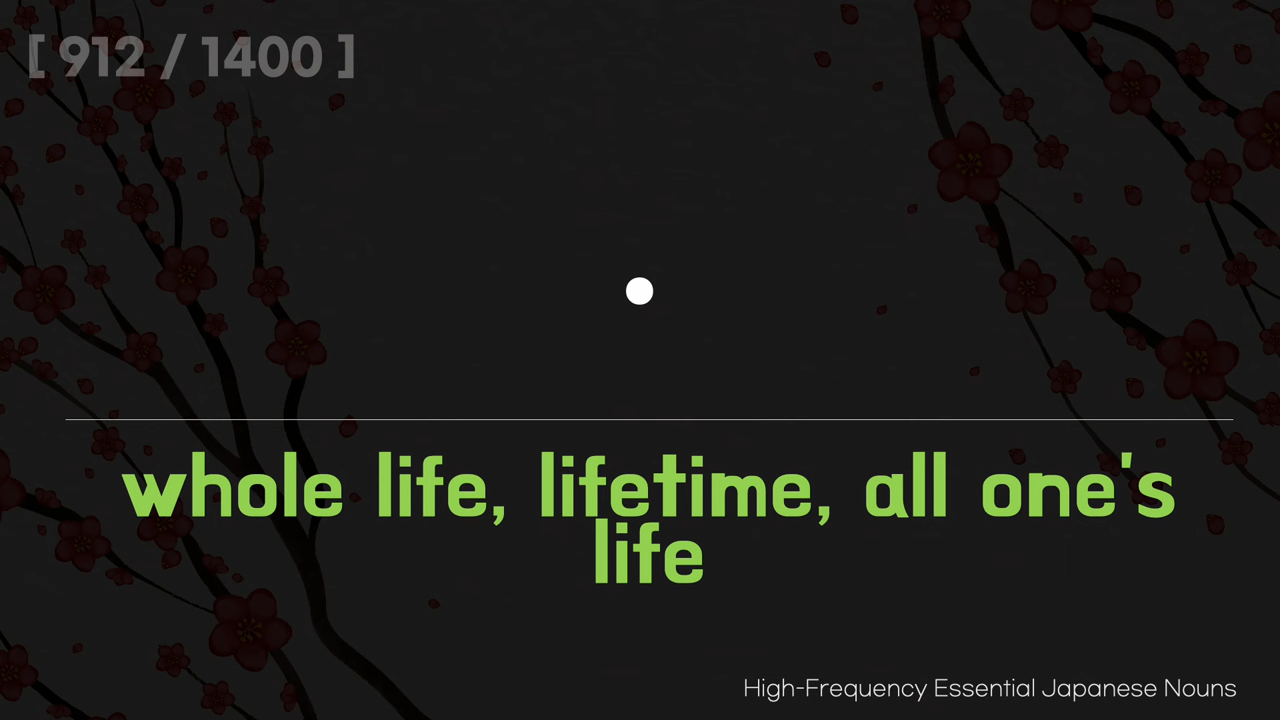 [ 912 / 1400 ]
whole life, lifetime, all one's
life
High-Frequency Essential Japanese Nouns